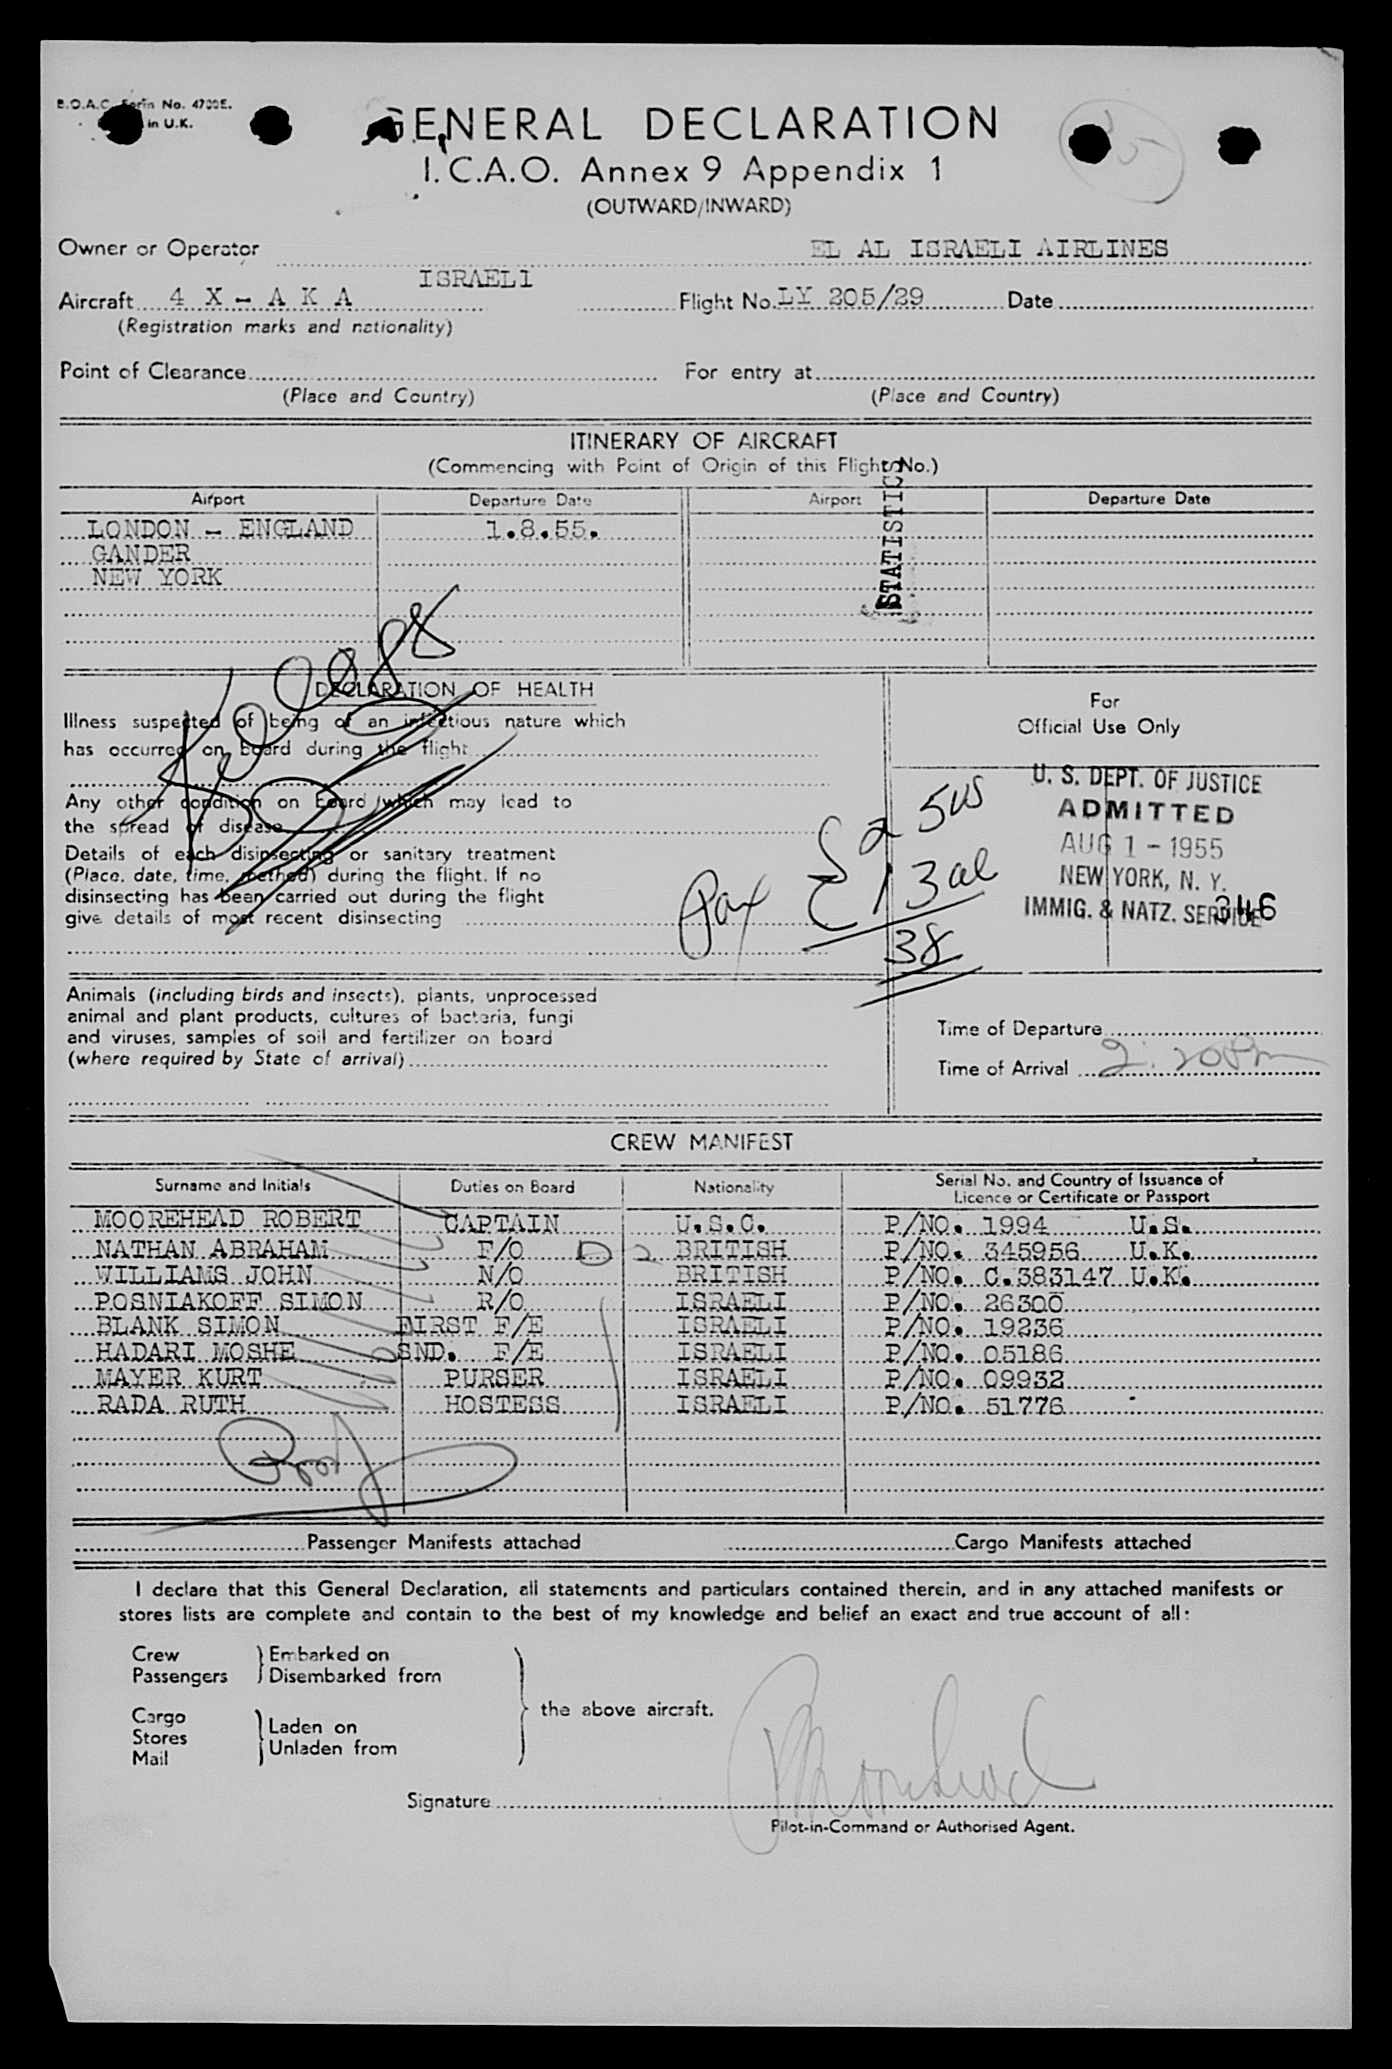 B.O.A.C. Form No. 4700E.
in U.K.
GENERAL DECLARATION
I.C.A.O. Annex 9 Appendix 1
(OUTWARD/INWARD)
Owner or Operator EL AL ISRAELI AIRLINES
ISRAELI
Aircraft 4 X - A K A Flight No. LY 205/29 Date
(Registration marks and nationality)
Point of Clearance For entry at
(Place and Country) (Place and Country)
ITINERARY OF AIRCRAFT
(Commencing with Point of Origin of this Flight No.)
STATISTICS
Airport Departure Date Airport Departure Date
LONDON - ENGLAND 1.8.55.
GANDER
NEW YORK
DECLARATION OF HEALTH
Illness suspected of being of an infectious nature which
has occurred on board during the flight
Any other condition on board which may lead to
the spread of disease
Details of each disinsecting or sanitary treatment
(Place, date, time, method) during the flight. If no
disinsecting has been carried out during the flight
give details of most recent disinsecting
For
Official Use Only
U. S. DEPT. OF JUSTICE
ADMITTED
AUG 1 - 1955
NEW YORK, N. Y.
IMMIG. & NATZ. SERVICE
346
Pax
25 us
13 al
38
Animals (including birds and insects), plants, unprocessed
animal and plant products, cultures of bacteria, fungi
and viruses, samples of soil and fertilizer on board
(where required by State of arrival)
Time of Departure
Time of Arrival 2:20 Pm
CREW MANIFEST
Surname and Initials Duties on Board Nationality Serial No. and Country of Issuance of
Licence or Certificate or Passport
MOOREHEAD ROBERT CAPTAIN U.S.C. P/NO. 1994 U.S.
NATHAN ABRAHAM F/O D 2 BRITISH P/NO. 345956 U.K.
WILLIAMS JOHN N/O BRITISH P/NO. C.383147 U.K.
POSNIAKOFF SIMON R/O ISRAELI P/NO. 26300
BLANK SIMON FIRST F/E ISRAELI P/NO. 19236
HADARI MOSHE SND. F/E ISRAELI P/NO. 05186
MAYER KURT PURSER ISRAELI P/NO. 09932
RADA RUTH HOSTESS ISRAELI P/NO. 51776
Passenger Manifests attached Cargo Manifests attached
I declare that this General Declaration, all statements and particulars contained therein, and in any attached manifests or
stores lists are complete and contain to the best of my knowledge and belief an exact and true account of all:
Crew Embarked on
Passengers Disembarked from
the above aircraft.
Cargo
Stores Laden on
Mail Unladen from
Signature R Moorehead
Pilot-in-Command or Authorised Agent.